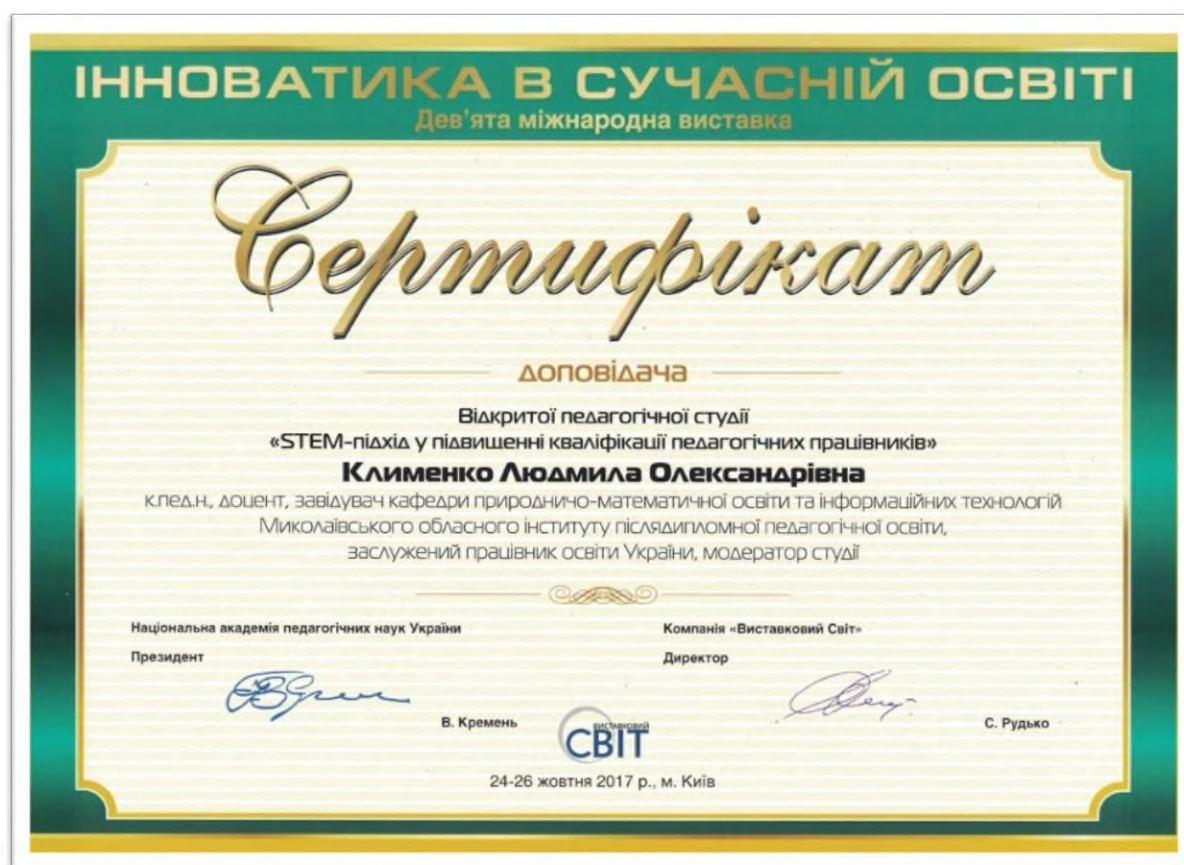 ІННОВАТИКА В СУЧАСНІЙ ОСВІТІ
Дев'ята міжнародна виставка
Сертифікат
доповідача
Відкритої педагогічної студії
«STEM-підхід у підвищенні кваліфікації педагогічних працівників»
Клименко Людмила Олександрівна
к.пед.н., доцент, завідувач кафедри природничо-математичної освіти та інформаційних технологій
Миколаївського обласного інституту післядипломної педагогічної освіти,
заслужений працівник освіти України, модератор студії
Національна академія педагогічних наук України
Президент
В. Кремень
Компанія «Виставковий Світ»
Директор
С. Рудько
ВИСТАВКОВИЙ
СВІТ
24-26 жовтня 2017 р., м. Київ